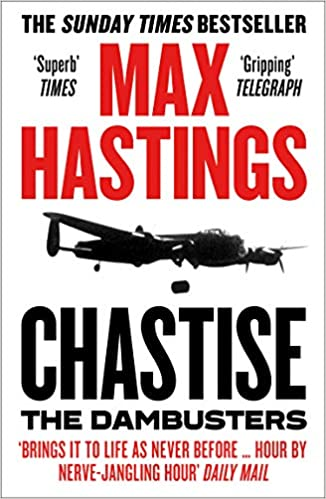 THE SUNDAY TIMES BESTSELLER
'Superb'
TIMES
MAX
'Gripping'
TELEGRAPH
HASTINGS
CHASTISE
THE DAMBUSTERS
'BRINGS IT TO LIFE AS NEVER BEFORE ... HOUR BY
NERVE-JANGLING HOUR' DAILY MAIL